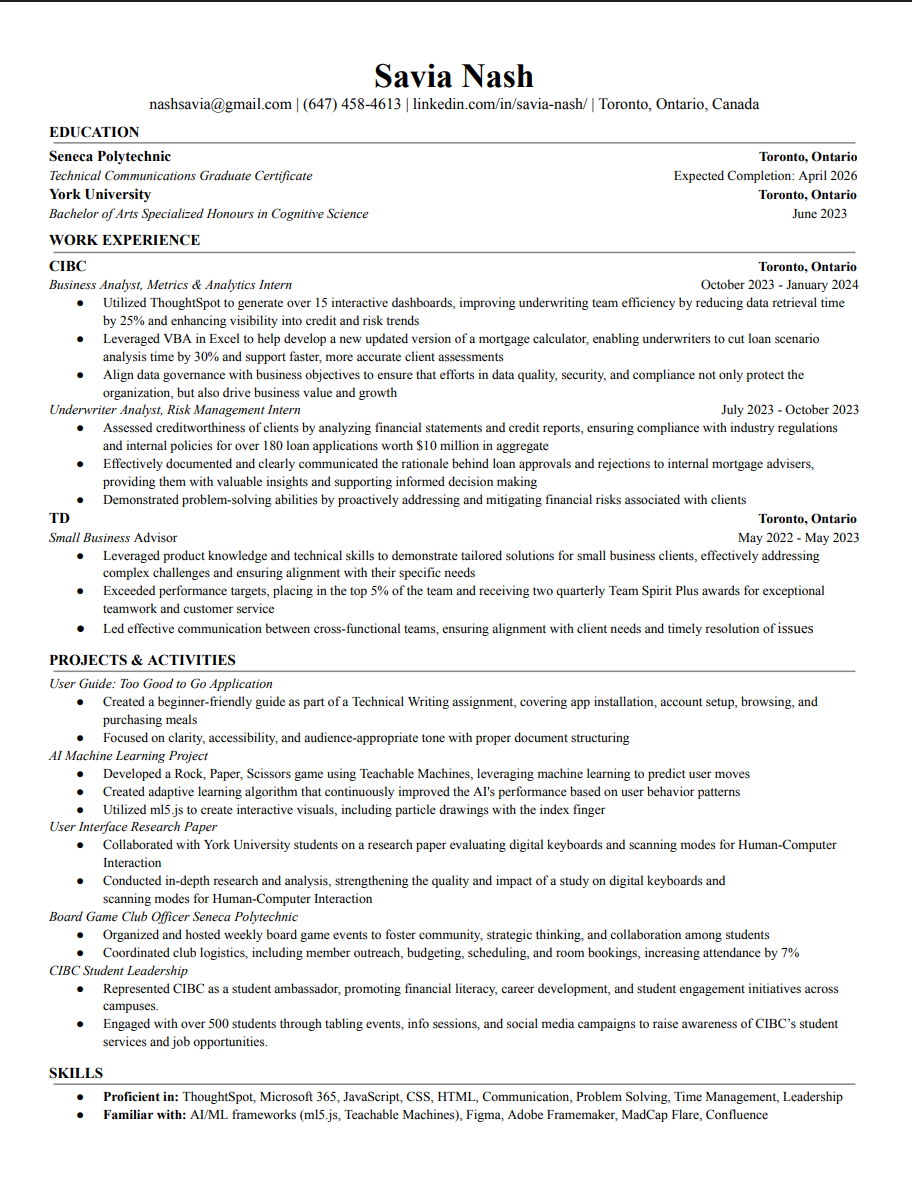 Savia Nash
nashsavia@gmail.com | (647) 458-4613 | linkedin.com/in/savia-nash/ | Toronto, Ontario, Canada
EDUCATION
Seneca Polytechnic Toronto, Ontario
Technical Communications Graduate Certificate Expected Completion: April 2026
York University Toronto, Ontario
Bachelor of Arts Specialized Honours in Cognitive Science June 2023
WORK EXPERIENCE
CIBC Toronto, Ontario
Business Analyst, Metrics & Analytics Intern October 2023 - January 2024
● Utilized ThoughtSpot to generate over 15 interactive dashboards, improving underwriting team efficiency by reducing data retrieval time
by 25% and enhancing visibility into credit and risk trends
● Leveraged VBA in Excel to help develop a new updated version of a mortgage calculator, enabling underwriters to cut loan scenario
analysis time by 30% and support faster, more accurate client assessments
● Align data governance with business objectives to ensure that efforts in data quality, security, and compliance not only protect the
organization, but also drive business value and growth
Underwriter Analyst, Risk Management Intern July 2023 - October 2023
● Assessed creditworthiness of clients by analyzing financial statements and credit reports, ensuring compliance with industry regulations
and internal policies for over 180 loan applications worth $10 million in aggregate
● Effectively documented and clearly communicated the rationale behind loan approvals and rejections to internal mortgage advisers,
providing them with valuable insights and supporting informed decision making
● Demonstrated problem-solving abilities by proactively addressing and mitigating financial risks associated with clients
TD Toronto, Ontario
Small Business Advisor May 2022 - May 2023
● Leveraged product knowledge and technical skills to demonstrate tailored solutions for small business clients, effectively addressing
complex challenges and ensuring alignment with their specific needs
● Exceeded performance targets, placing in the top 5% of the team and receiving two quarterly Team Spirit Plus awards for exceptional
teamwork and customer service
● Led effective communication between cross-functional teams, ensuring alignment with client needs and timely resolution of issues
PROJECTS & ACTIVITIES
User Guide: Too Good to Go Application
● Created a beginner-friendly guide as part of a Technical Writing assignment, covering app installation, account setup, browsing, and
purchasing meals
● Focused on clarity, accessibility, and audience-appropriate tone with proper document structuring
AI Machine Learning Project
● Developed a Rock, Paper, Scissors game using Teachable Machines, leveraging machine learning to predict user moves
● Created adaptive learning algorithm that continuously improved the AI's performance based on user behavior patterns
● Utilized ml5.js to create interactive visuals, including particle drawings with the index finger
User Interface Research Paper
● Collaborated with York University students on a research paper evaluating digital keyboards and scanning modes for Human-Computer
Interaction
● Conducted in-depth research and analysis, strengthening the quality and impact of a study on digital keyboards and
scanning modes for Human-Computer Interaction
Board Game Club Officer Seneca Polytechnic
● Organized and hosted weekly board game events to foster community, strategic thinking, and collaboration among students
● Coordinated club logistics, including member outreach, budgeting, scheduling, and room bookings, increasing attendance by 7%
CIBC Student Leadership
● Represented CIBC as a student ambassador, promoting financial literacy, career development, and student engagement initiatives across
campuses.
● Engaged with over 500 students through tabling events, info sessions, and social media campaigns to raise awareness of CIBC’s student
services and job opportunities.
SKILLS
● Proficient in: ThoughtSpot, Microsoft 365, JavaScript, CSS, HTML, Communication, Problem Solving, Time Management, Leadership
● Familiar with: AI/ML frameworks (ml5.js, Teachable Machines), Figma, Adobe Framemaker, MadCap Flare, Confluence